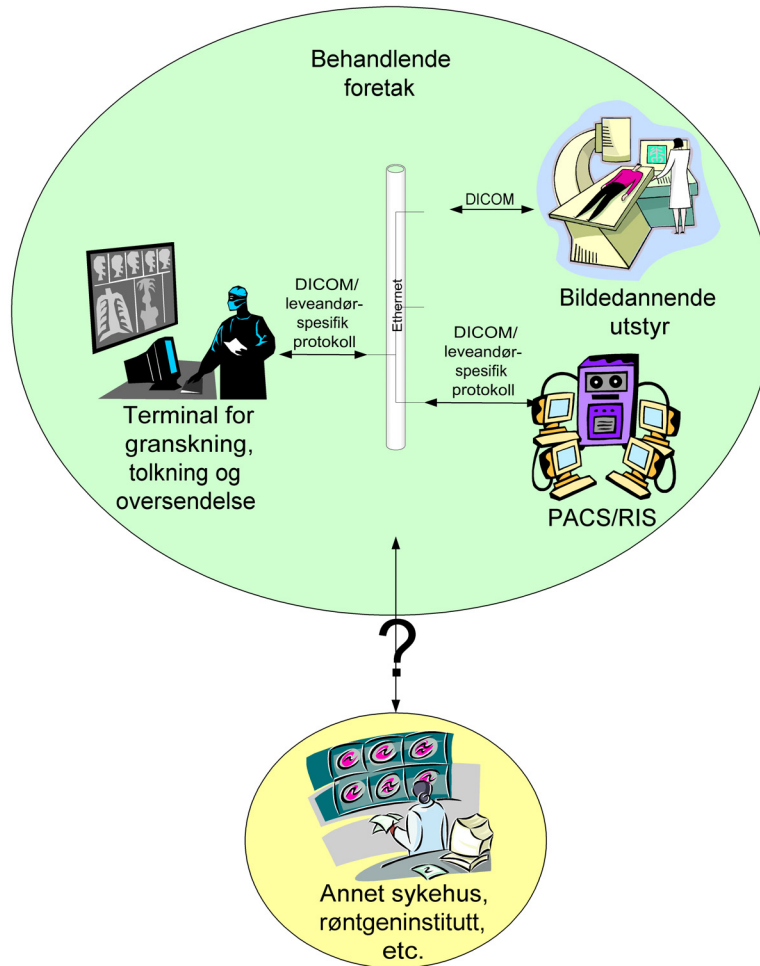 Behandlende
foretak
DICOM
Bildedannende
utstyr
Ethernet
DICOM/
leveandør-
spesifik
protokoll
DICOM/
leveandør-
spesifik
protokoll
Terminal for
granskning,
tolkning og
oversendelse
PACS/RIS
?
Annet sykehus,
røntgeninstitutt,
etc.